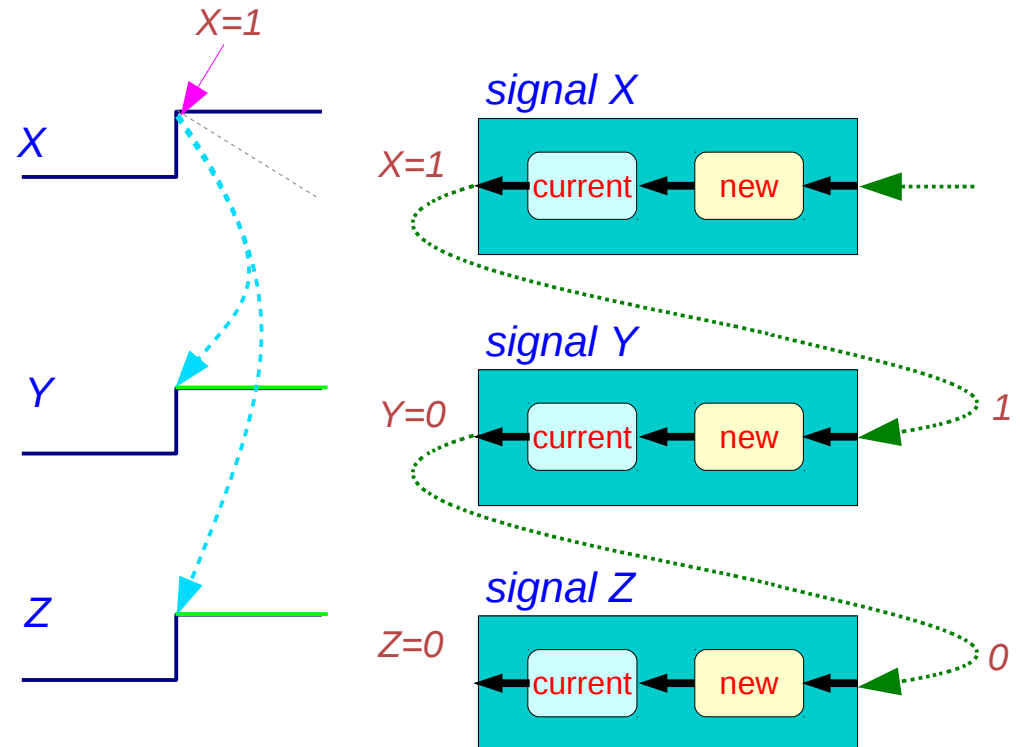 X=1
X
Y
Z
signal X
X=1
current
new
signal Y
Y=0
current
new
1
signal Z
Z=0
current
new
0